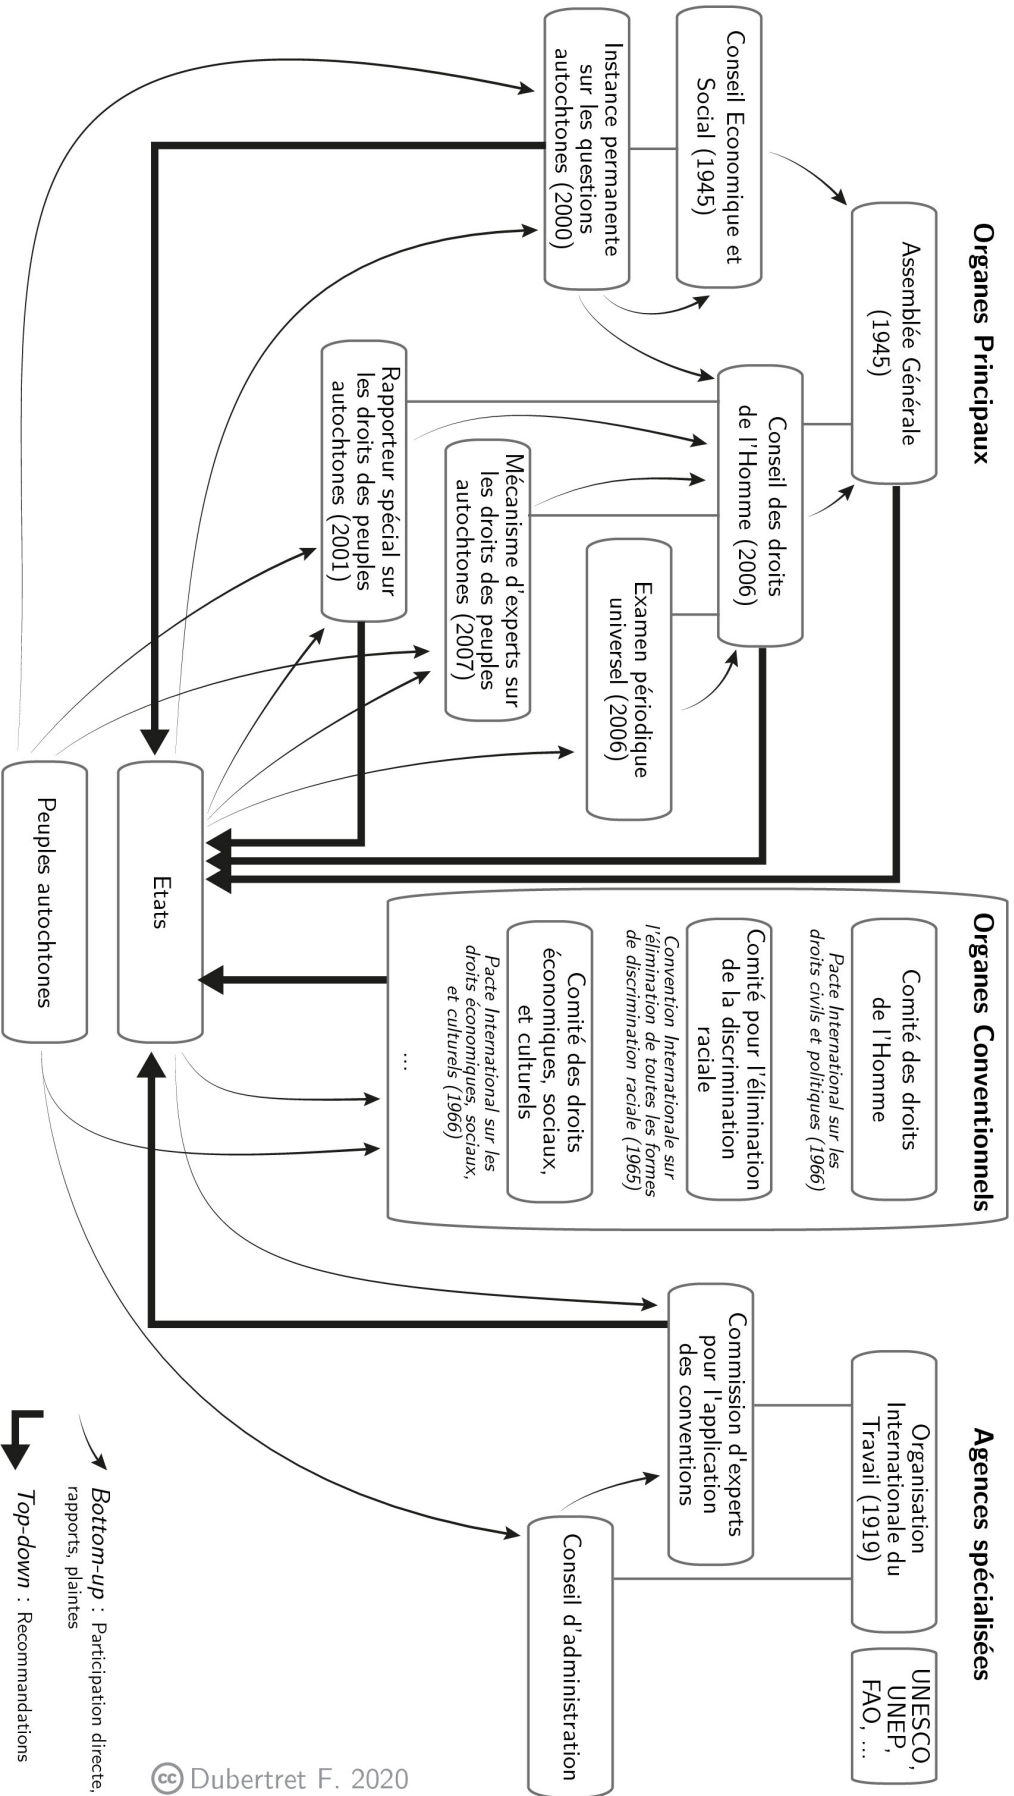 Organes Principaux
Assemblée Générale
(1945)
Conseil Economique et
Social (1945)
Conseil des droits
de l'Homme (2006)
Instance permanente
sur les questions
autochtones (2000)
Examen périodique
universel (2006)
Mécanisme d'experts sur
les droits des peuples
autochtones (2007)
Rapporteur spécial sur
les droits des peuples
autochtones (2001)
Organes Conventionnels
Comité des droits
de l'Homme
Pacte International sur les
droits civils et politiques (1966)
Comité pour l'élimination
de la discrimination
raciale
Convention Internationale sur
l'élimination de toutes les formes
de discrimination raciale (1965)
Comité des droits
économiques, sociaux,
et culturels
Pacte International sur les
droits économiques, sociaux,
et culturels (1966)
...
Agences spécialisées
Organisation
Internationale du
Travail (1919)
UNESCO,
UNEP,
FAO, ...
Commission d'experts
pour l'application
des conventions
Conseil d'administration
Etats
Peuples autochtones
Bottom-up : Participation directe,
rapports, plaintes
Top-down : Recommandations
cc Dubertret F. 2020